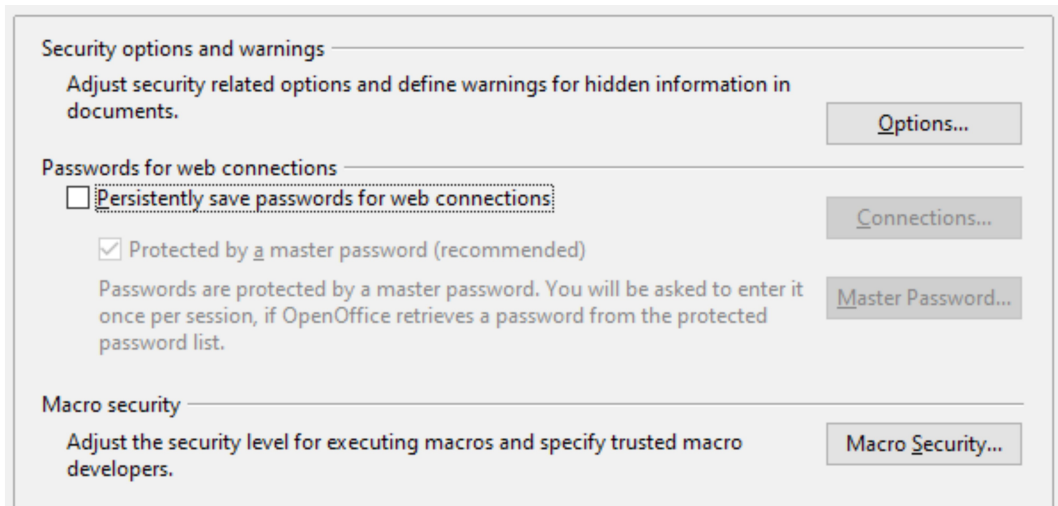 Security options and warnings
Adjust security related options and define warnings for hidden information in
documents.
Options...
Passwords for web connections
Persistently save passwords for web connections
Connections...
Protected by a master password (recommended)
Passwords are protected by a master password. You will be asked to enter it
once per session, if OpenOffice retrieves a password from the protected
password list.
Master Password...
Macro security
Adjust the security level for executing macros and specify trusted macro
developers.
Macro Security...